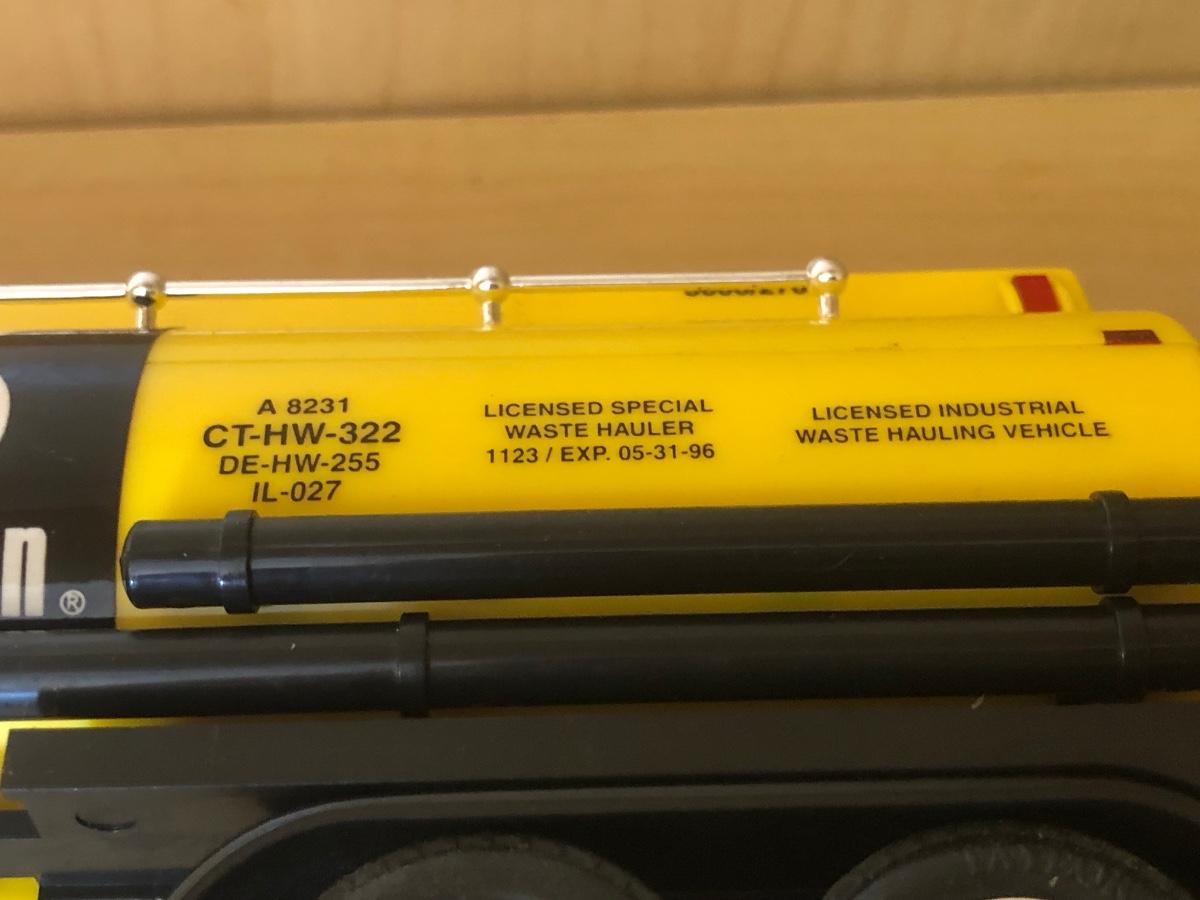 A 8231
CT-HW-322
DE-HW-255
IL-027
LICENSED SPECIAL
WASTE HAULER
1123 / EXP. 05-31-96
LICENSED INDUSTRIAL
WASTE HAULING VEHICLE
n ®